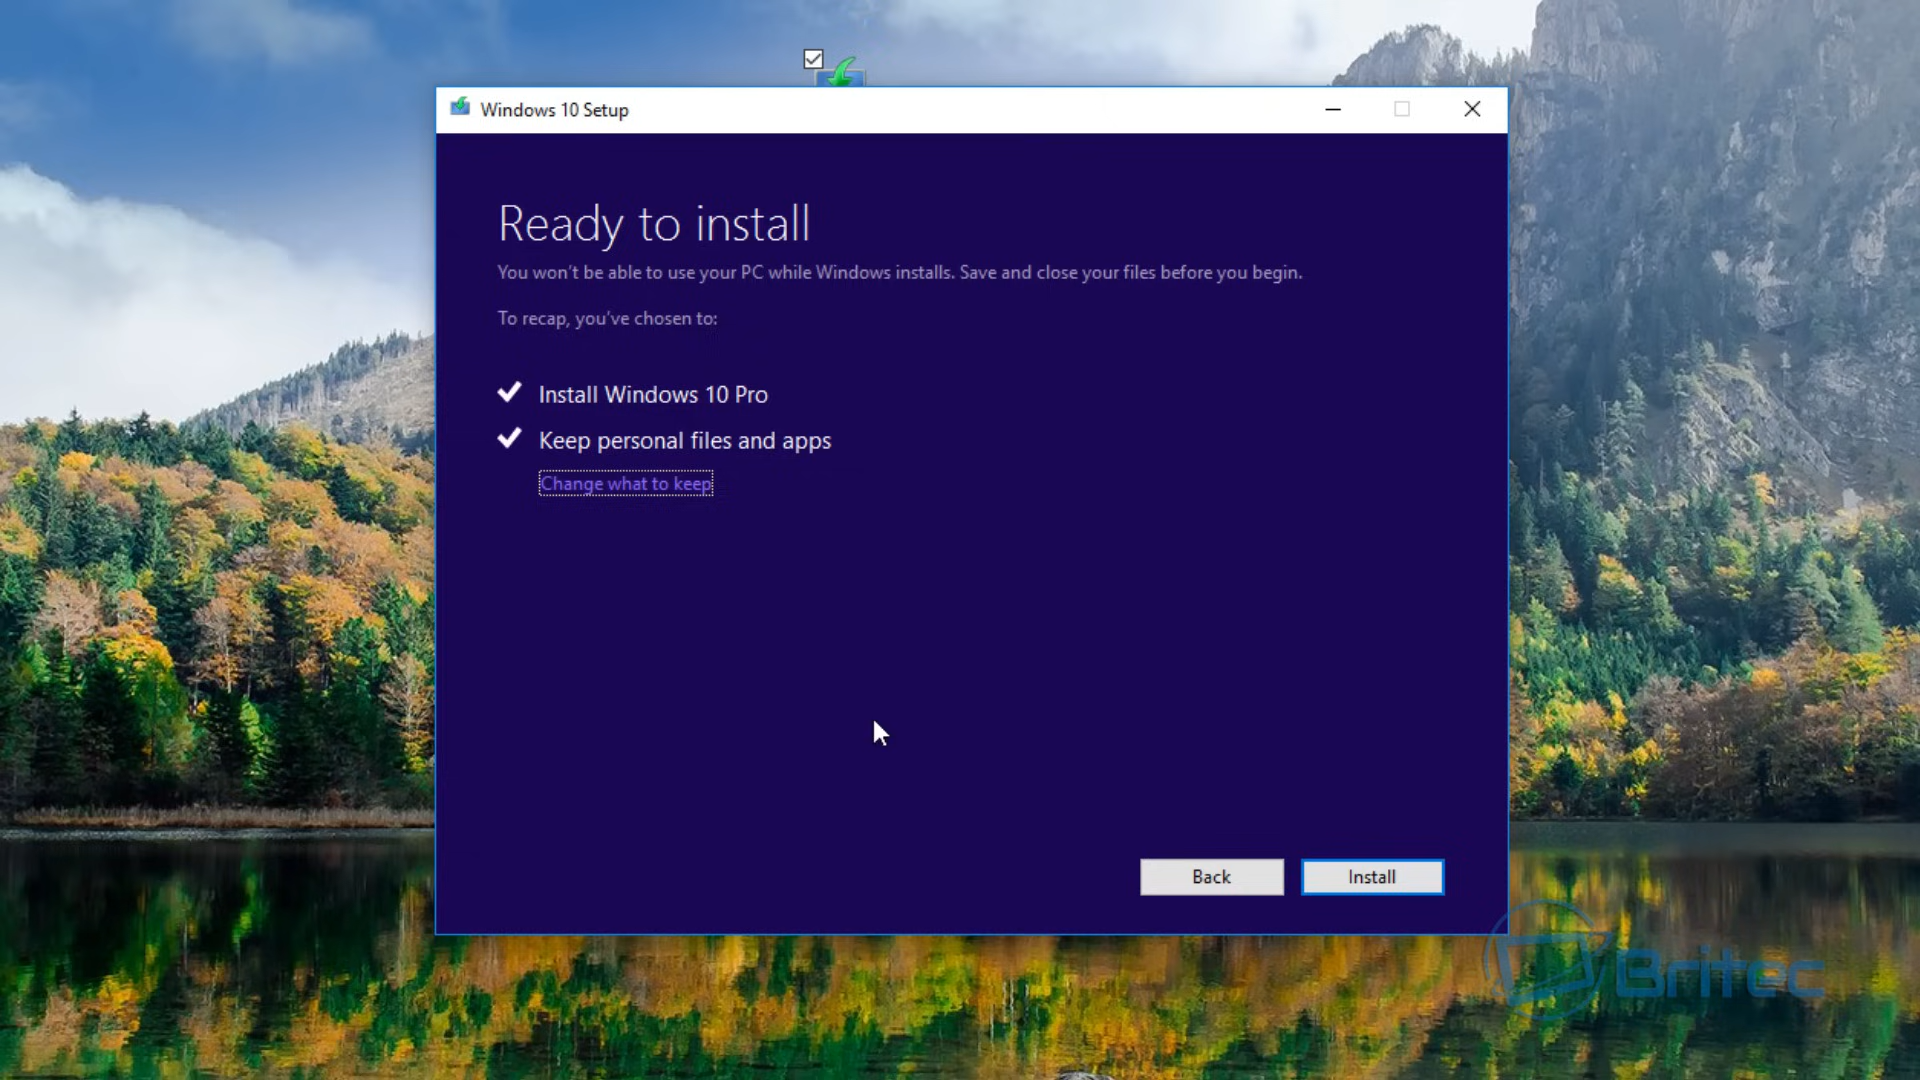 Windows 10 Setup
Ready to install
You won't be able to use your PC while Windows installs. Save and close your files before you begin.
To recap, you've chosen to:
Install Windows 10 Pro
Keep personal files and apps
Change what to keep
Back
Install
Britec